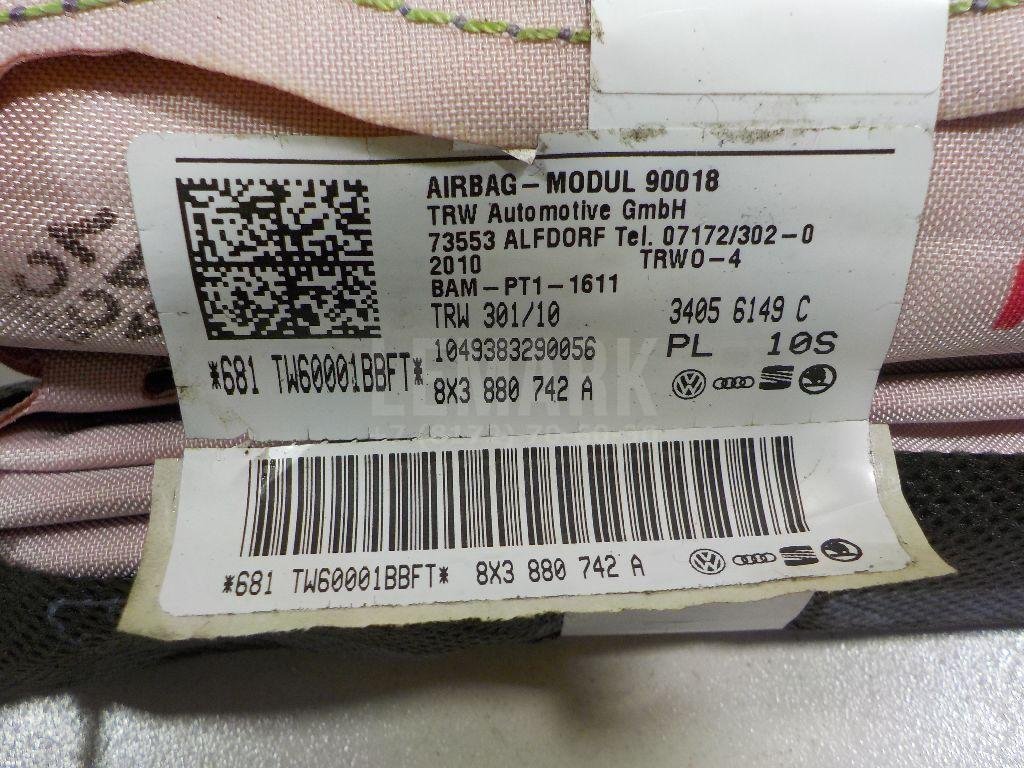 AIRBAG-MODUL 90018
TRW Automotive GmbH
73553 ALFDORF Tel. 07172/302-0
2010 TRWO-4
BAM-PT1-1611
TRW 301/10 3405 6149 C
1049383290056 PL 10S
*681 TW60001BBFT* 8X3 880 742 A
LEMARK
*681 TW60001BBFT* 8X3 880 742 A